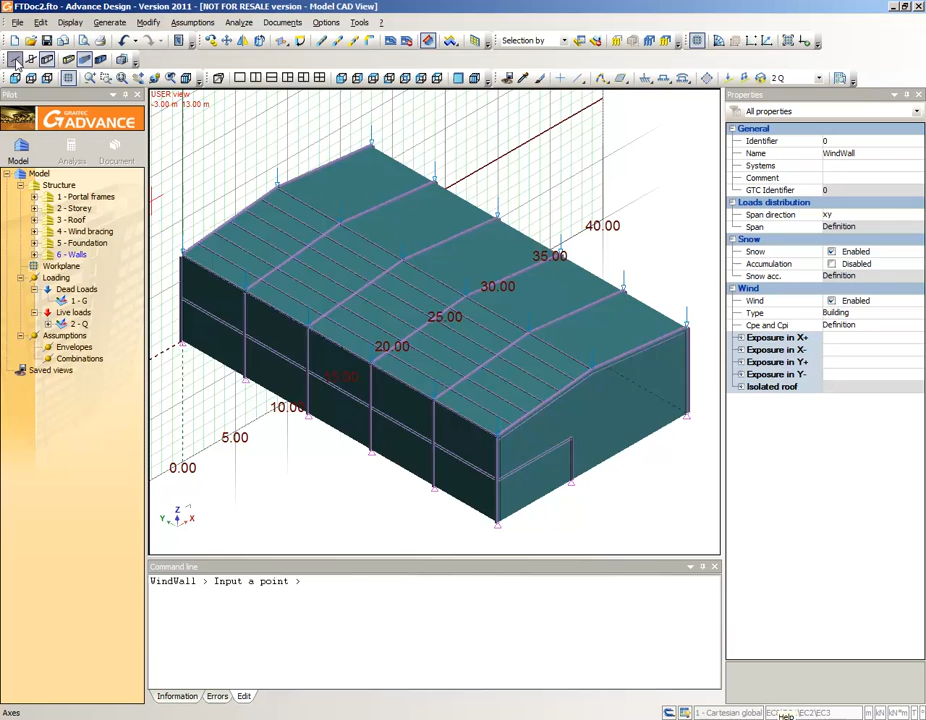 FTDoc2.fto - Advance Design - Version 2011 - [NOT FOR RESALE version - Model CAD View]
File Edit Display Generate Modify Assumptions Analyze Documents Options Tools ?
Selection by
2 Q
Pilot
GRAITEC
ADVANCE
Model Analysis Document
Model
Structure
1 - Portal frames
2 - Storey
3 - Roof
4 - Wind bracing
5 - Foundation
6 - Walls
Workplane
Loading
Dead Loads
1 - G
Live loads
2 - Q
Assumptions
Envelopes
Combinations
Saved views
USER view
-3.00 m 13.00 m
40.00
35.00
30.00
25.00
20.00
15.00
10.00
5.00
0.00
Z
Y X
Command line
WindWall > Input a point >
Information Errors Edit
Properties
All properties
General
Identifier 0
Name WindWall
Systems
Comment
GTC Identifier 0
Loads distribution
Span direction xy
Span Definition
Snow
Snow Enabled
Accumulation Disabled
Snow acc. Definition
Wind
Wind Enabled
Type Building
Cpe and Cpi Definition
Exposure in X+
Exposure in X-
Exposure in Y+
Exposure in Y-
Isolated roof
Axes
1 - Cartesian global
Help
m kN kN*m T °